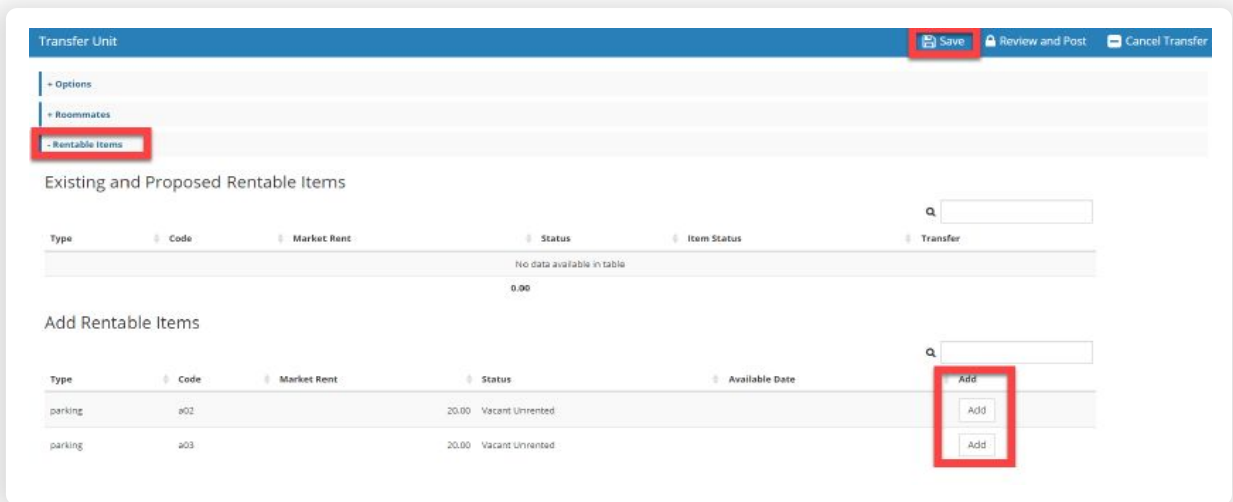 Transfer Unit Save Review and Post Cancel Transfer
+ Options
+ Roommates
- Rentable Items
Existing and Proposed Rentable Items
Type Code Market Rent Status Item Status Transfer
No data available in table
0.00
Add Rentable Items
Type Code Market Rent Status Available Date Add
parking a02 20.00 Vacant Unrented Add
parking a03 20.00 Vacant Unrented Add